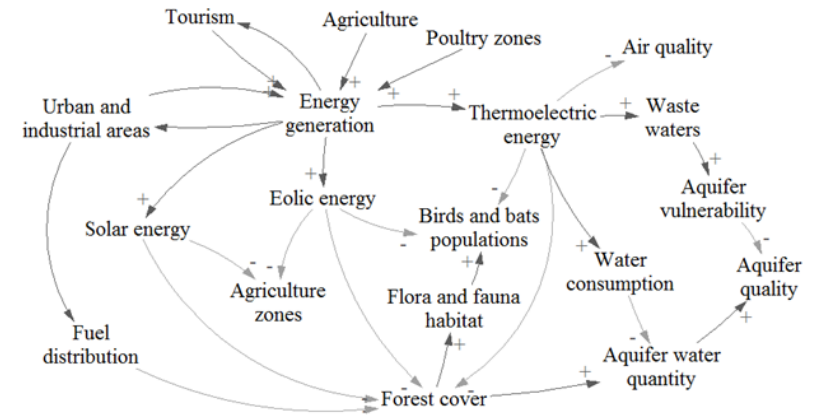 Tourism
Agriculture
Poultry zones
Air quality
Urban and
industrial areas
Energy
generation
Thermoelectric
energy
Waste
waters
Solar energy
Eolic energy
Birds and bats
populations
Aquifer
vulnerability
Agriculture
zones
Flora and fauna
habitat
Water
consumption
Aquifer
quality
Fuel
distribution
Forest cover
Aquifer water
quantity
+
+
+
+
+
+
+
+
+
+
+
+
+
+
-
-
-
-
-
-
-
-
-
-